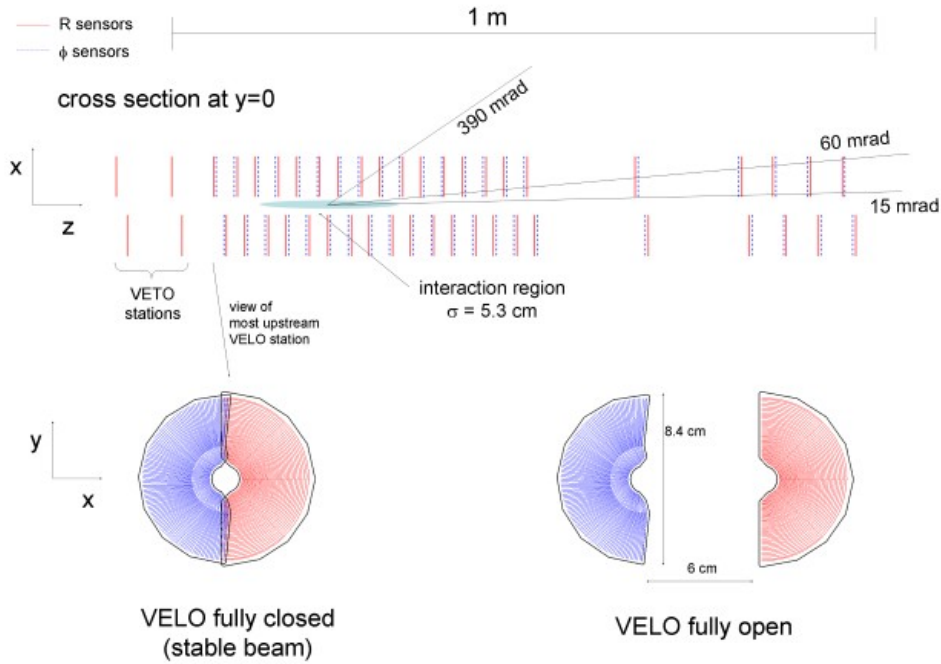 R sensors
ϕ sensors
1 m
cross section at y=0
390 mrad
60 mrad
15 mrad
x
z
VETO
stations
view of
most upstream
VELO station
interaction region
σ = 5.3 cm
y
x
8.4 cm
6 cm
VELO fully closed
(stable beam)
VELO fully open